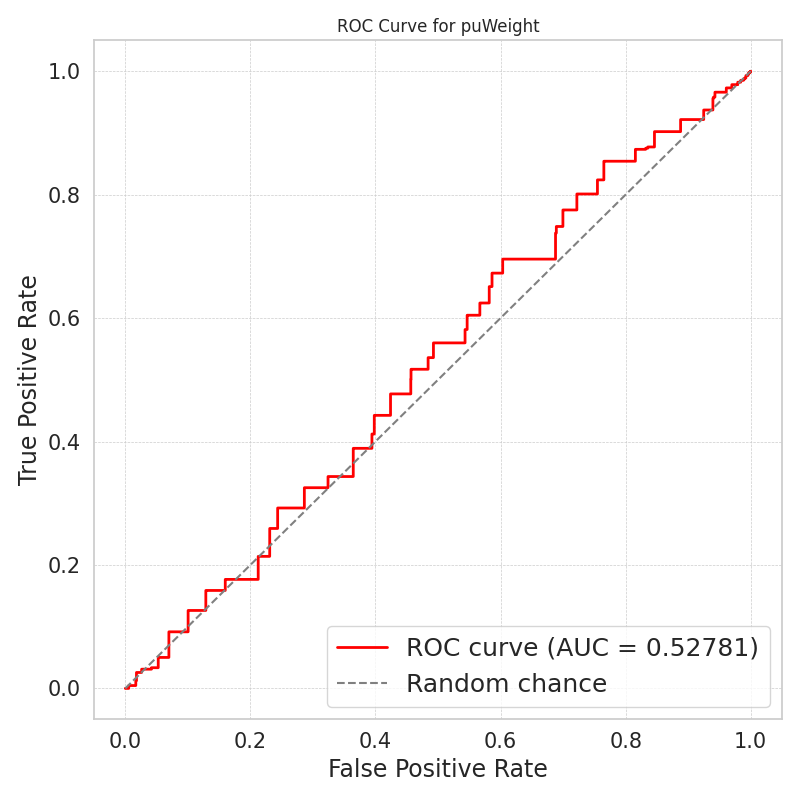 ROC Curve for puWeight
True Positive Rate
1.0
0.8
0.6
0.4
0.2
0.0
ROC curve (AUC = 0.52781)
Random chance
0.0 0.2 0.4 0.6 0.8 1.0
False Positive Rate